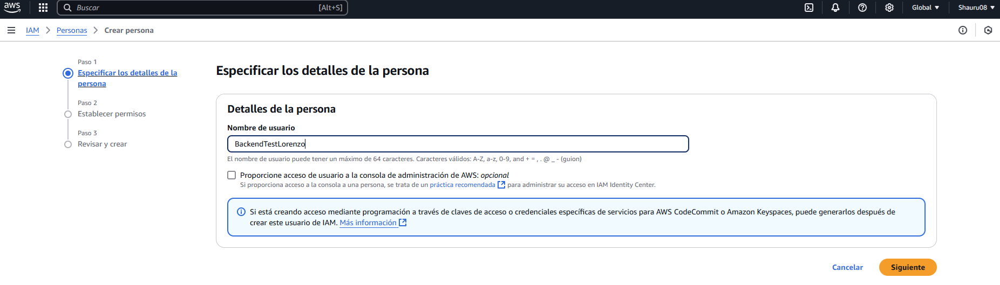 aws
Buscar [Alt+S]
Global Shauru08
IAM Personas Crear persona
Paso 1
Especificar los detalles de la
persona
Paso 2
Establecer permisos
Paso 3
Revisar y crear
Especificar los detalles de la persona
Detalles de la persona
Nombre de usuario
BackendTestLorenzo
El nombre de usuario puede tener un máximo de 64 caracteres. Caracteres válidos: A-Z, a-z, 0-9, and + = , . @ _ - (guion)
Proporcione acceso de usuario a la consola de administración de AWS: opcional
Si proporciona acceso a la consola a una persona, se trata de un práctica recomendada para administrar su acceso en IAM Identity Center.
Si está creando acceso mediante programación a través de claves de acceso o credenciales específicas de servicios para AWS CodeCommit o Amazon Keyspaces, puede generarlos después de
crear este usuario de IAM. Más información
Cancelar Siguiente